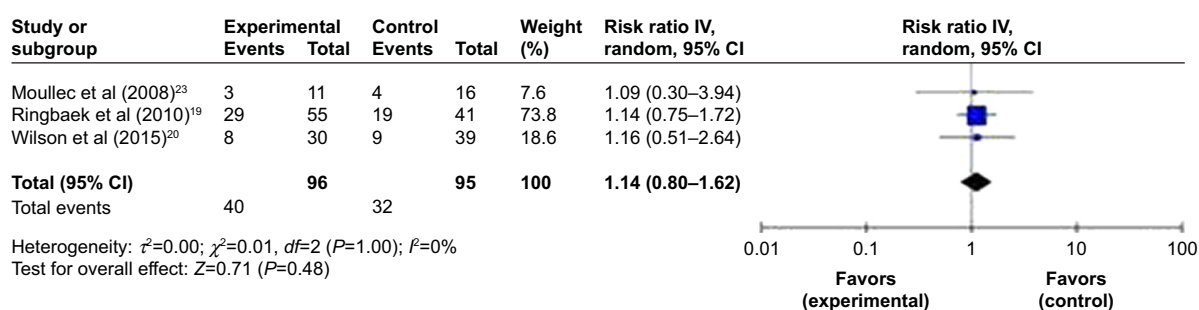 Study or subgroup Experimental Control Weight (%) Risk ratio IV, random, 95% CI Risk ratio IV, random, 95% CI
Events Total Events Total
Moullec et al (2008)²³ 3 11 4 16 7.6 1.09 (0.30–3.94)
Ringbaek et al (2010)¹⁹ 29 55 19 41 73.8 1.14 (0.75–1.72)
Wilson et al (2015)²⁰ 8 30 9 39 18.6 1.16 (0.51–2.64)
Total (95% CI) 96 95 100 1.14 (0.80–1.62)
Total events 40 32
Heterogeneity: τ²=0.00; χ²=0.01, df=2 (P=1.00); I²=0%
Test for overall effect: Z=0.71 (P=0.48)
0.01 0.1 1 10 100
Favors (experimental) Favors (control)